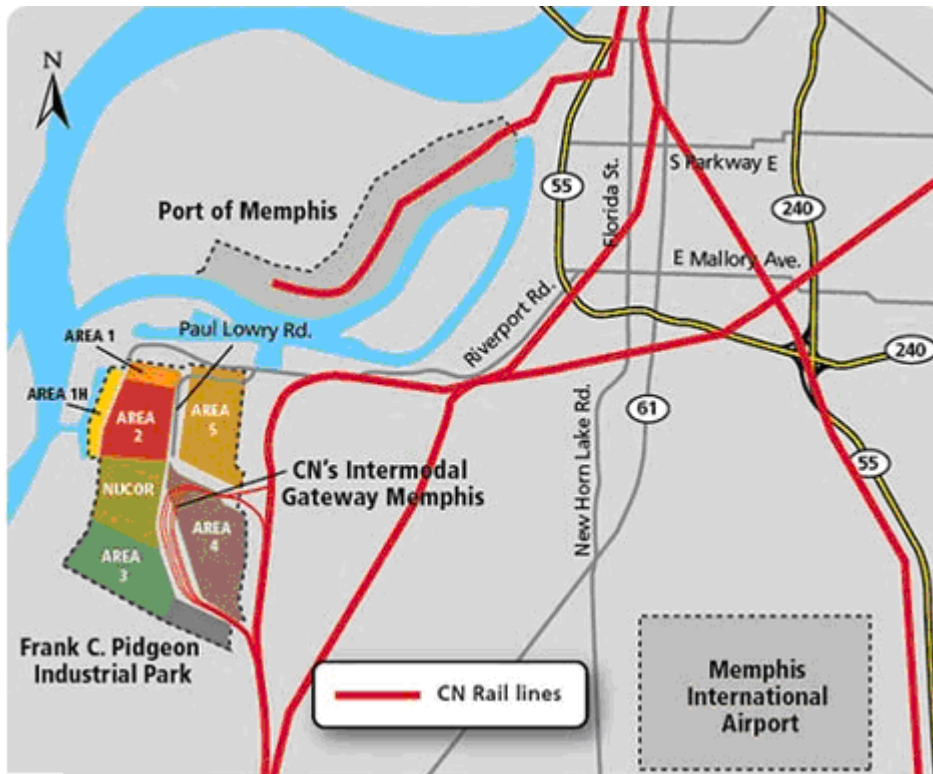 N
S Parkway E
55
Florida St.
240
Port of Memphis
E Mallory Ave.
Riverport Rd.
Paul Lowry Rd.
AREA 1
240
AREA 1H
AREA
2
AREA
5
61
New Horn Lake Rd.
55
CN's Intermodal
Gateway Memphis
NUCOR
AREA
4
AREA
3
Frank C. Pidgeon
Industrial Park
CN Rail lines
Memphis
International
Airport